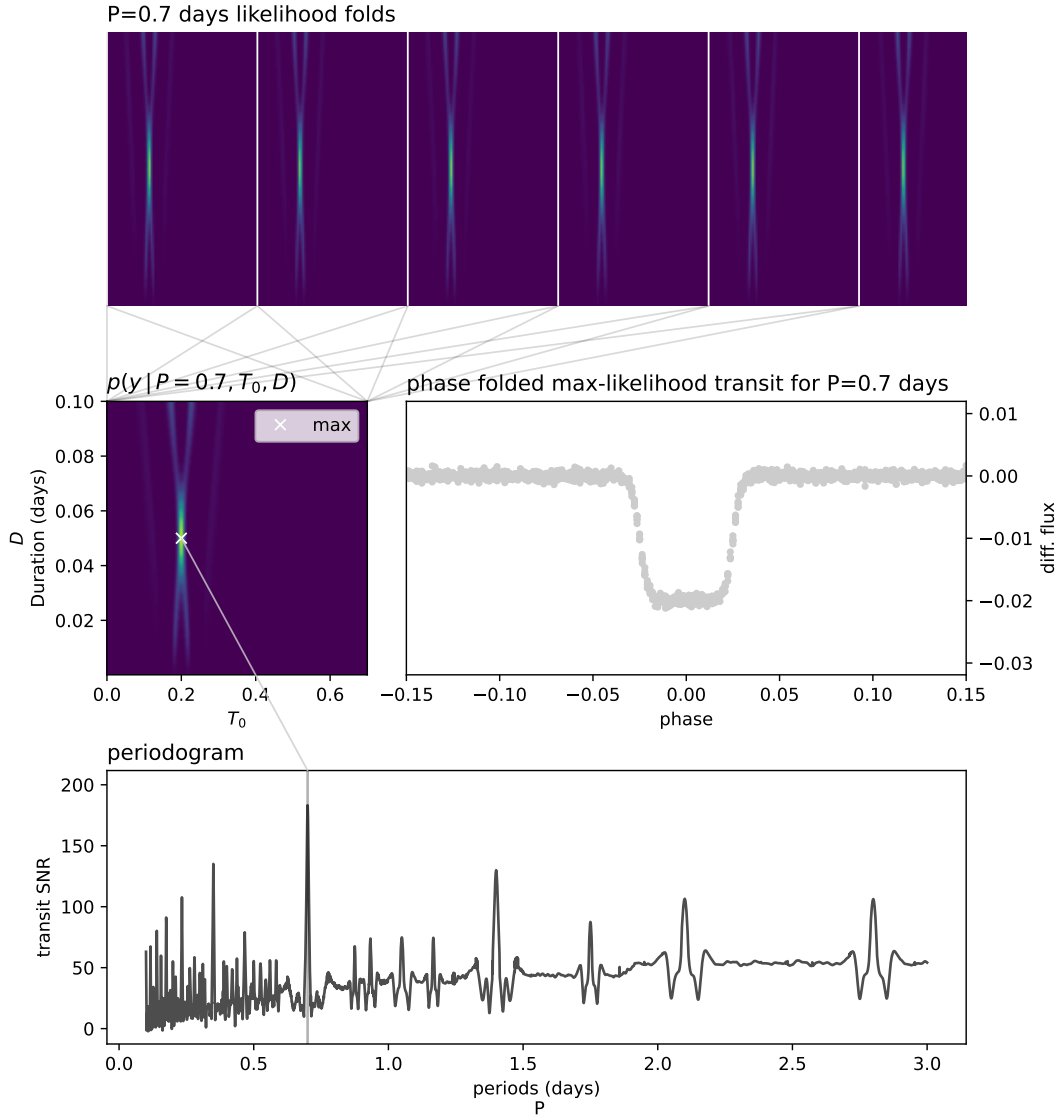 P=0.7 days likelihood folds
p(y | P = 0.7, T₀, D)
phase folded max-likelihood transit for P=0.7 days
0.10
0.08
0.06
0.04
0.02
D
Duration (days)
max
0.0
0.2
0.4
0.6
T₀
0.01
0.00
−0.01
−0.02
−0.03
diff. flux
−0.15
−0.10
−0.05
0.00
0.05
0.10
0.15
phase
periodogram
200
150
100
50
0
transit SNR
0.0
0.5
1.0
1.5
2.0
2.5
3.0
periods (days)
P